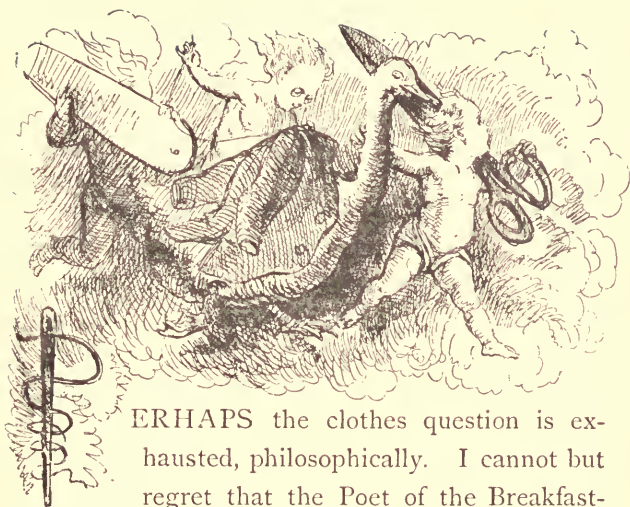 PERHAPS the clothes question is ex-
hausted, philosophically. I cannot but
regret that the Poet of the Breakfast-